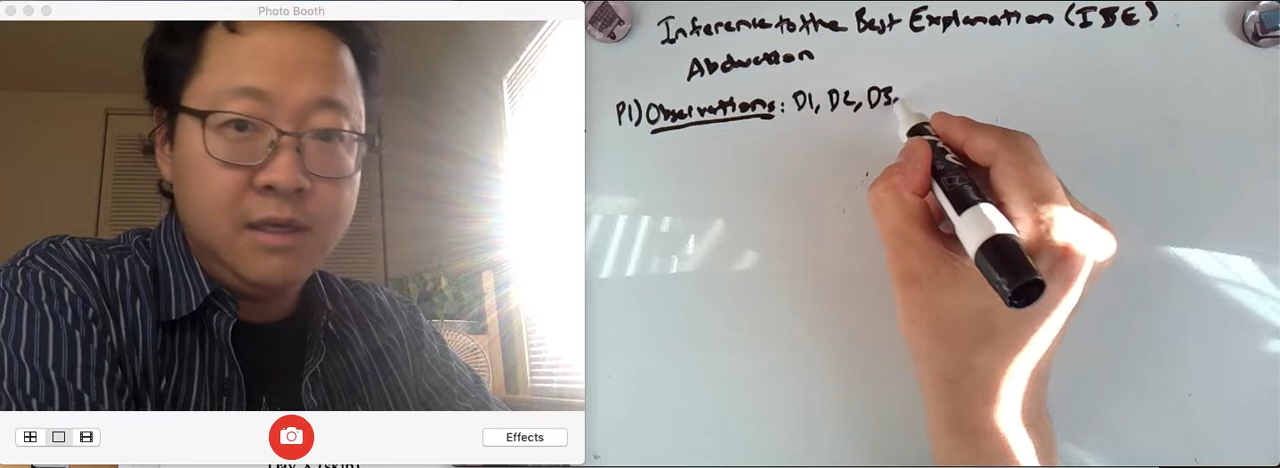 Photo Booth
Effects
Inference to the Best Explanation (IBE)
Abduction
P1) Observations: D1, D2, D3,